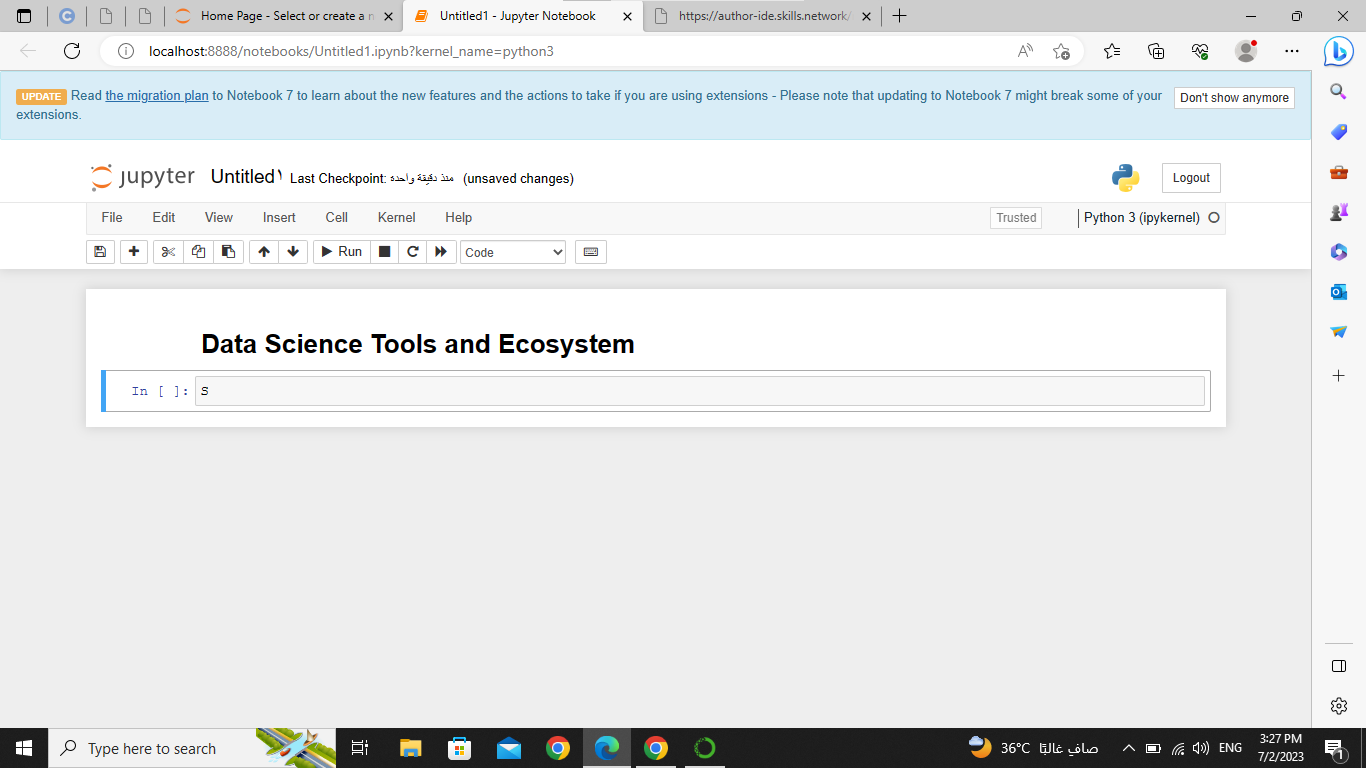 Home Page - Select or create a n
Untitled1 - Jupyter Notebook
https://author-ide.skills.network/
localhost:8888/notebooks/Untitled1.ipynb?kernel_name=python3
UPDATE Read the migration plan to Notebook 7 to learn about the new features and the actions to take if you are using extensions - Please note that updating to Notebook 7 might break some of your
extensions.
Don't show anymore
jupyter Untitled١ Last Checkpoint: منذ دقيقة واحدة (unsaved changes)
Logout
File Edit View Insert Cell Kernel Help
Trusted
Python 3 (ipykernel)
Run
Code
Data Science Tools and Ecosystem
In [ ]: S
Type here to search
36°C صافٍ غالبًا
ENG
3:27 PM
7/2/2023
1